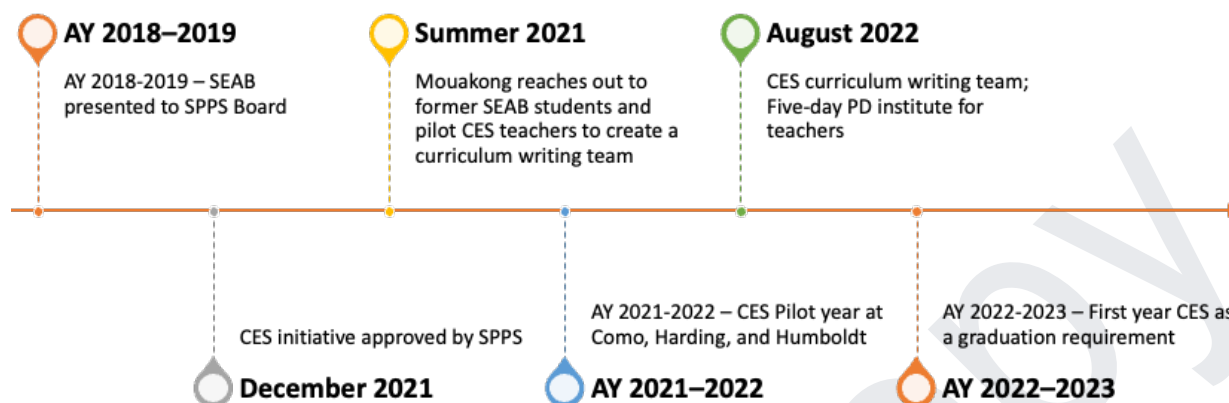 AY 2018–2019
AY 2018-2019 – SEAB
presented to SPPS Board
Summer 2021
Mouakong reaches out to
former SEAB students and
pilot CES teachers to create a
curriculum writing team
August 2022
CES curriculum writing team;
Five-day PD institute for
teachers
CES initiative approved by SPPS
December 2021
AY 2021-2022 – CES Pilot year at
Como, Harding, and Humboldt
AY 2021–2022
AY 2022-2023 – First year CES as
a graduation requirement
AY 2022–2023